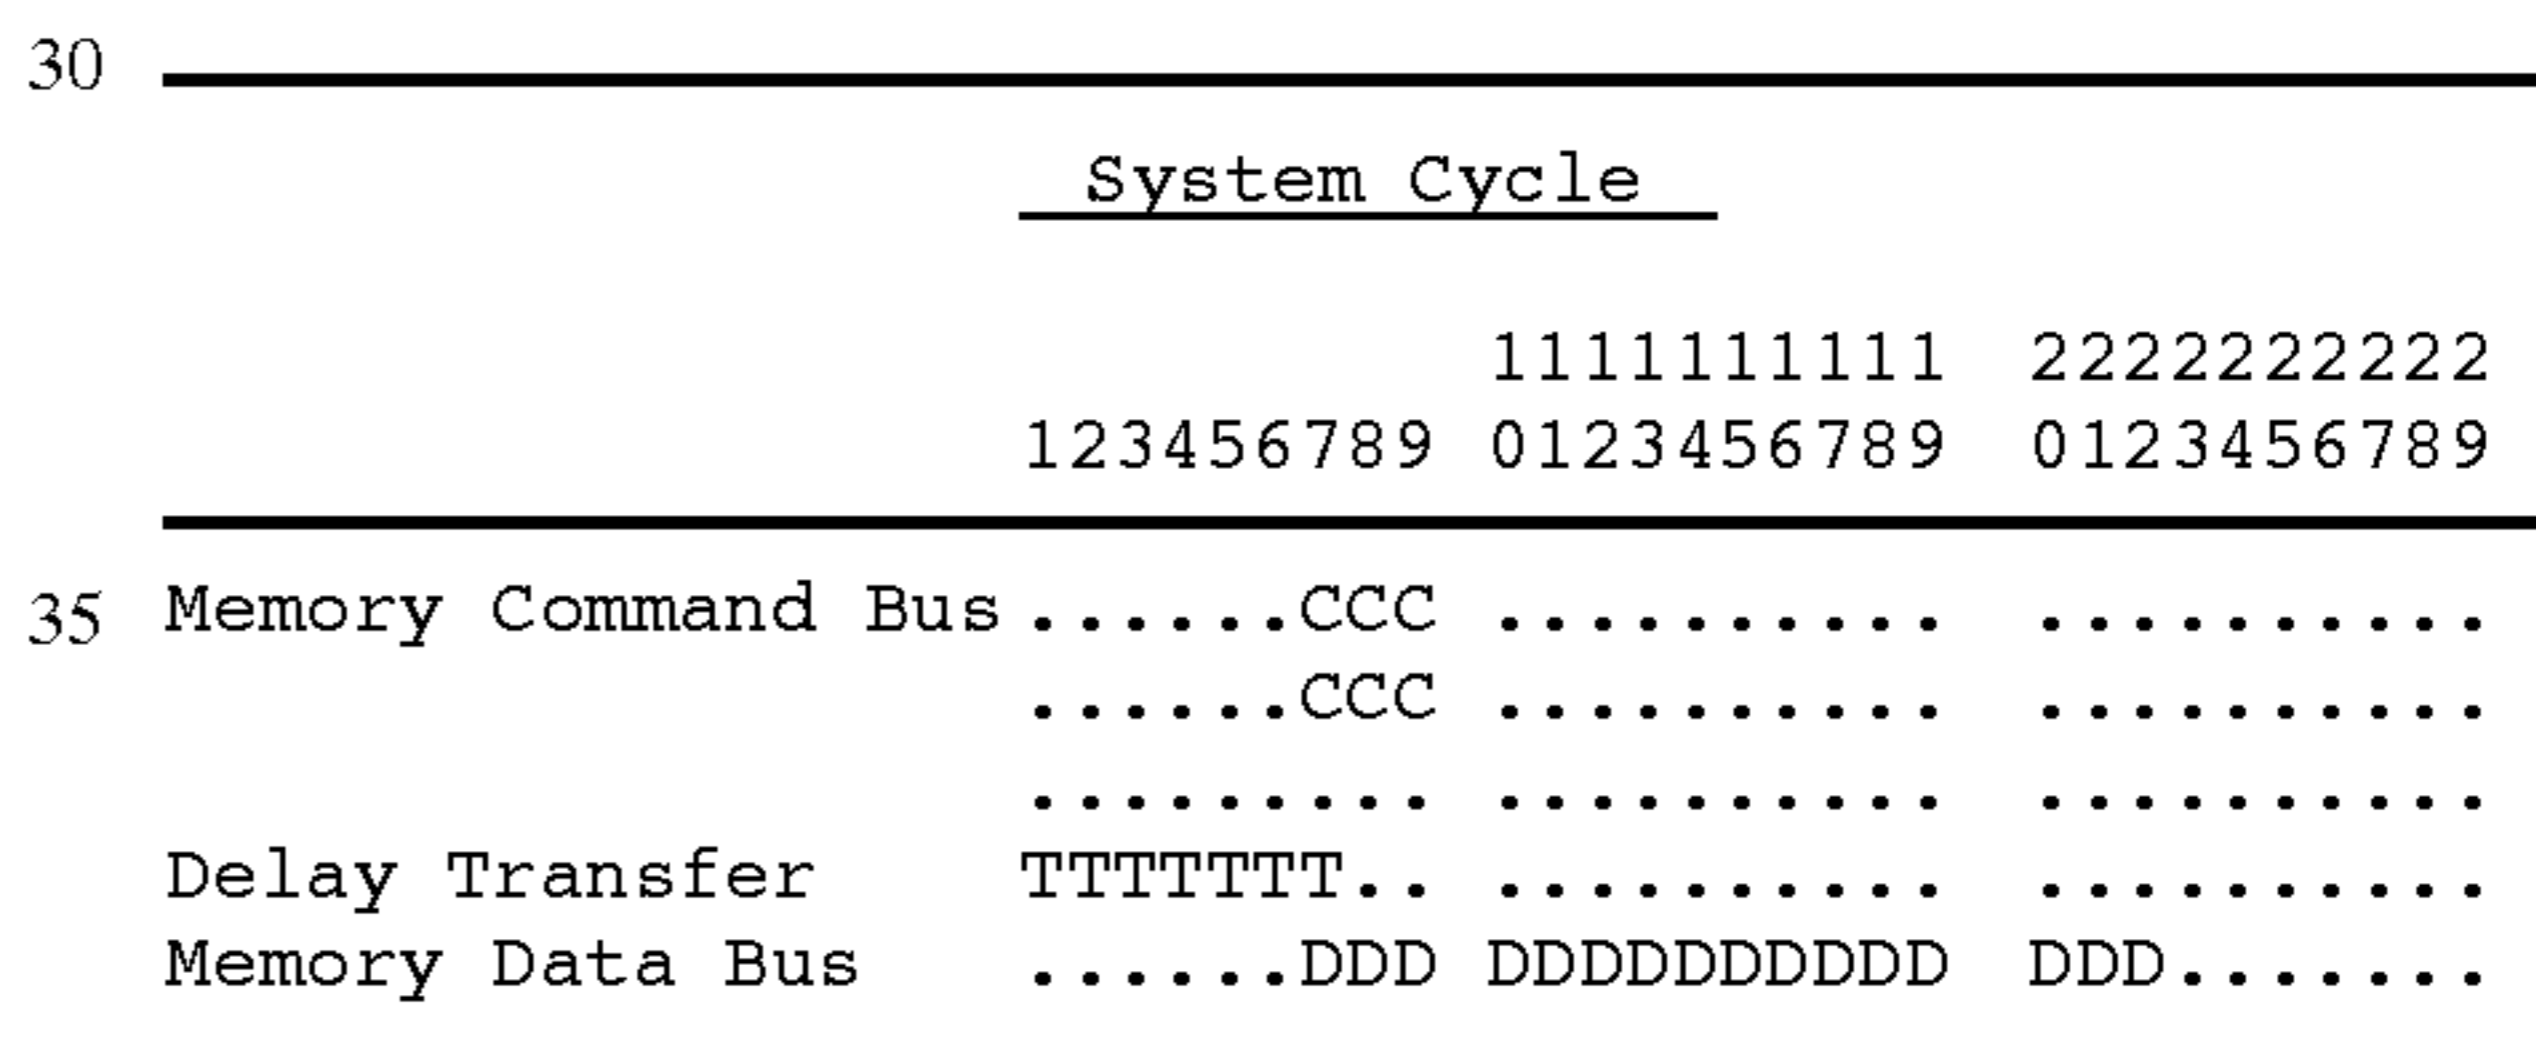 30
System Cycle
1111111111 2222222222
123456789 0123456789 0123456789
35 Memory Command Bus ......CCC .......... ..........
......CCC .......... ..........
......... .......... ..........
Delay Transfer TTTTTTT.. .......... ..........
Memory Data Bus ......DDD DDDDDDDDDD DDD.......